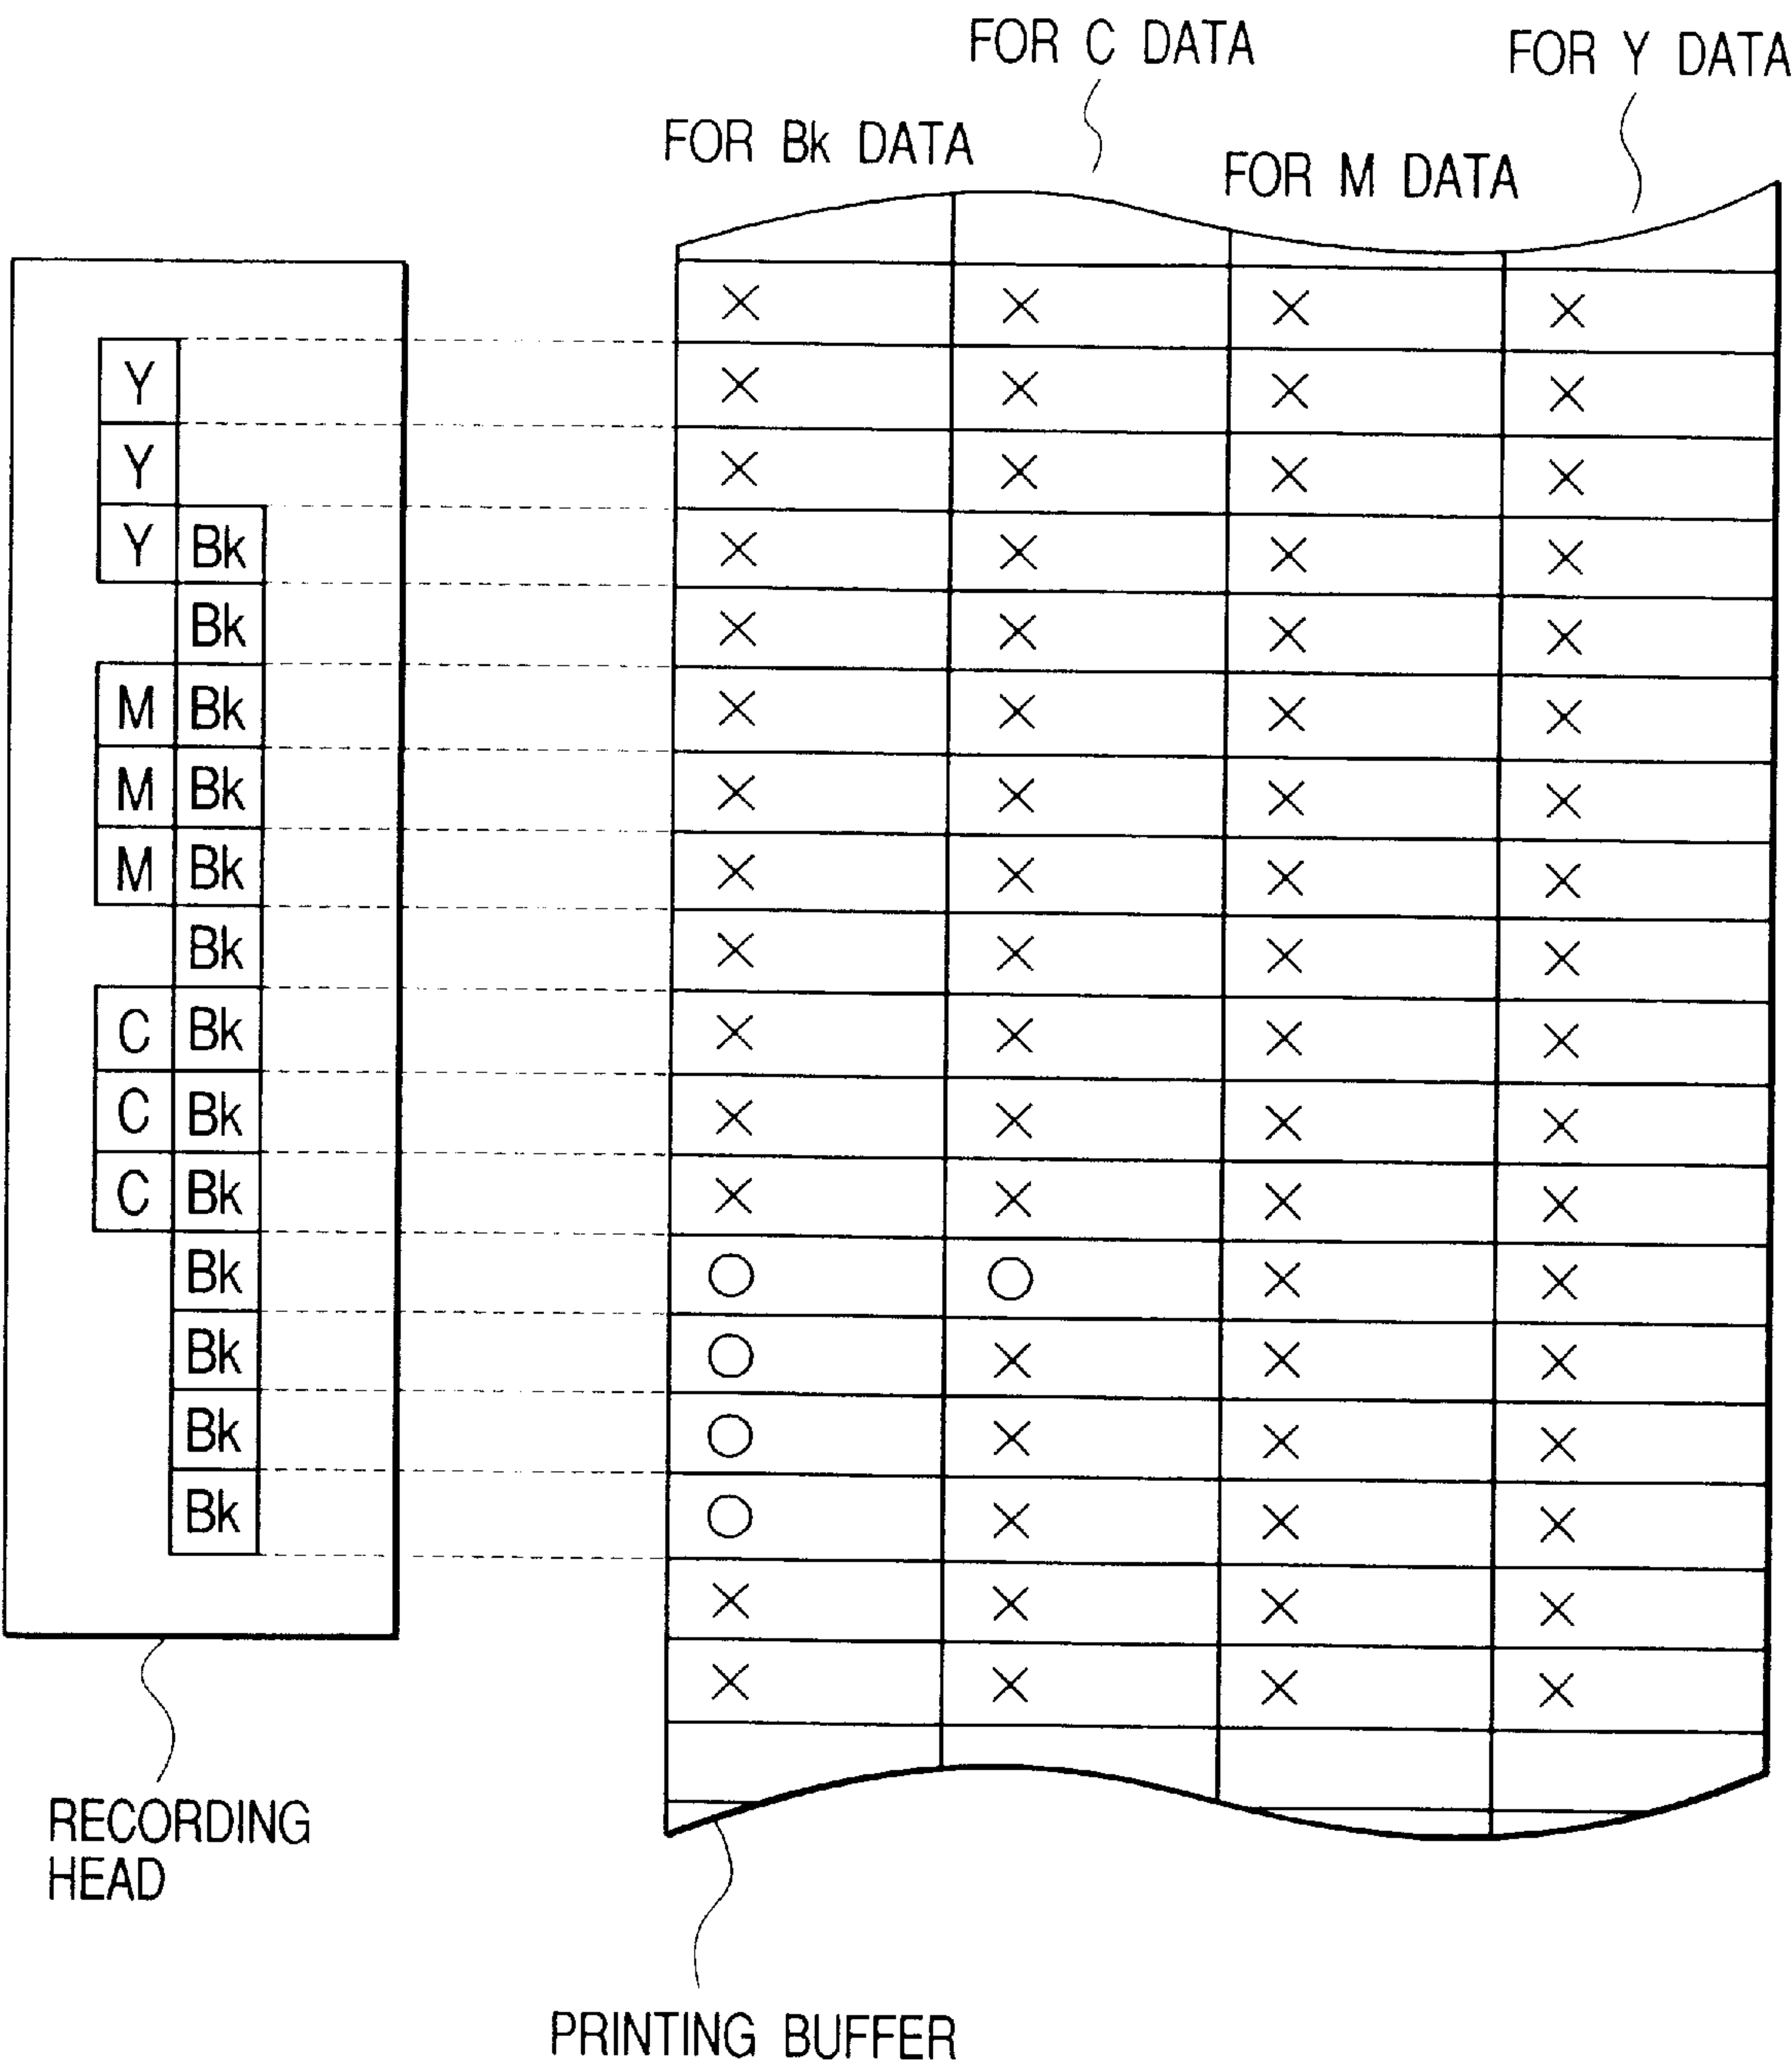 FOR C DATA
FOR Y DATA
FOR Bk DATA
FOR M DATA
Y
Y
Y Bk
Bk
M Bk
M Bk
M Bk
Bk
C Bk
C Bk
C Bk
Bk
Bk
Bk
Bk
RECORDING
HEAD
PRINTING BUFFER